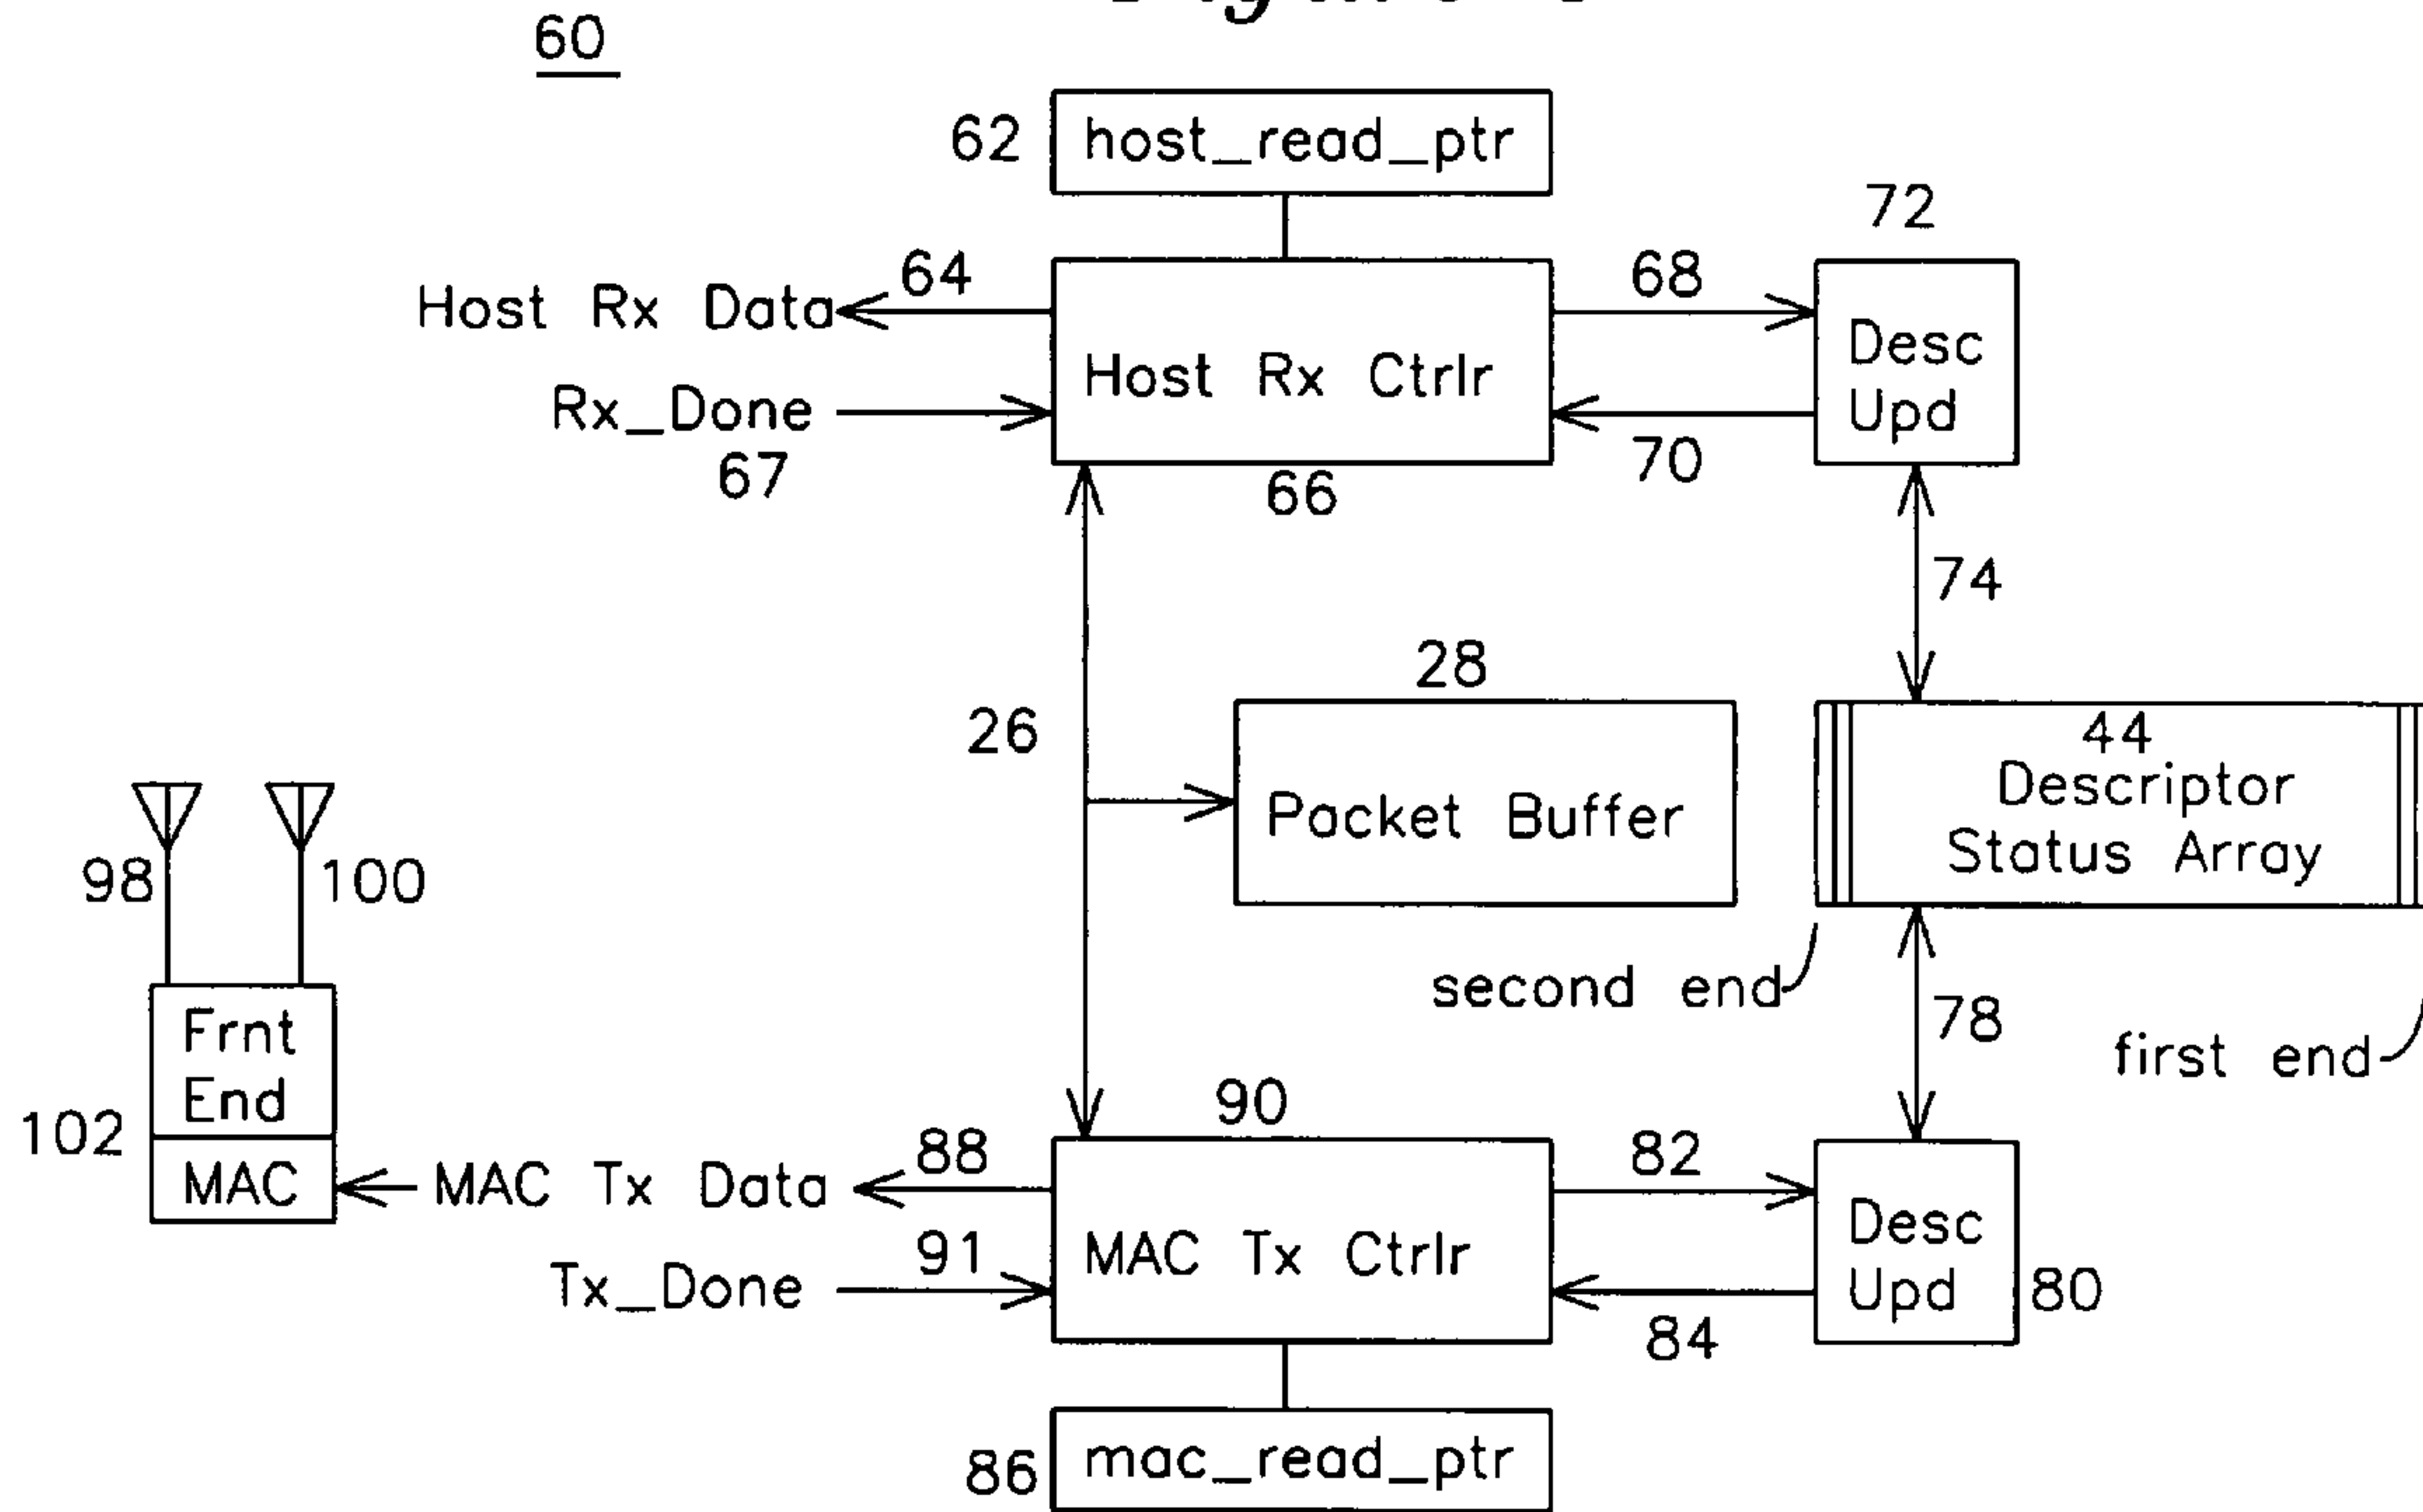 60
62 host_read_ptr
72
64 68
Host Rx Data
Host Rx Ctrlr
Desc
Upd
Rx_Done
67
66
70
74
28
26
Packet Buffer
44
Descriptor
Status Array
98 100
second end
78
first end
Frnt
End
102
MAC
90
88 82
MAC Tx Data
91
MAC Tx Ctrlr
Desc
Upd
80
Tx_Done
84
86 mac_read_ptr